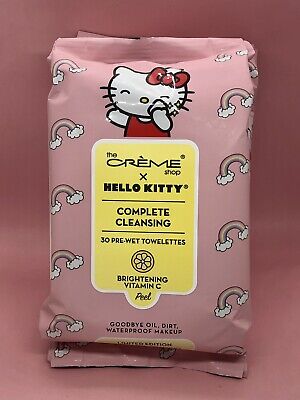 the
CRÈME
shop
×
HELLO KITTY®
COMPLETE
CLEANSING
30 PRE-WET TOWELETTES
BRIGHTENING
VITAMIN C
Peel
GOODBYE OIL, DIRT,
WATERPROOF MAKEUP
LIMITED EDITION